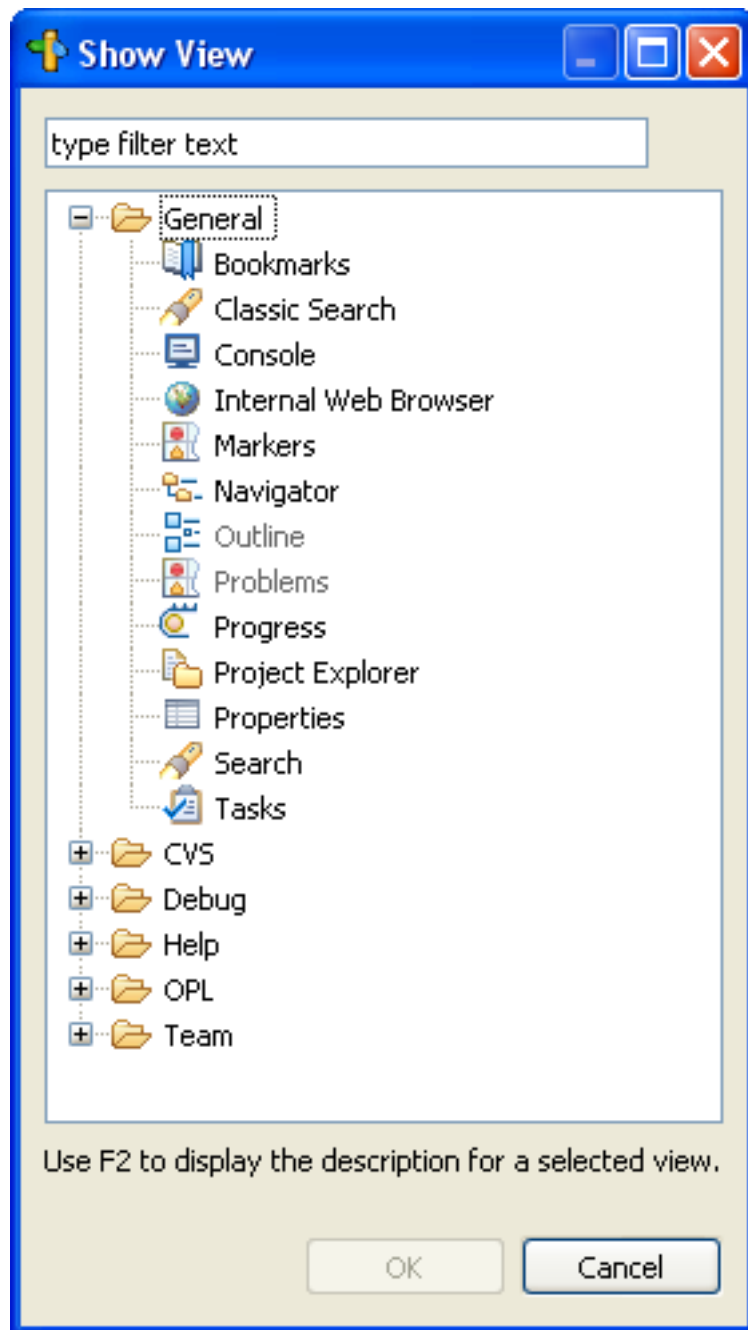 Show View
type filter text
General
Bookmarks
Classic Search
Console
Internal Web Browser
Markers
Navigator
Outline
Problems
Progress
Project Explorer
Properties
Search
Tasks
CVS
Debug
Help
OPL
Team
Use F2 to display the description for a selected view.
OK Cancel